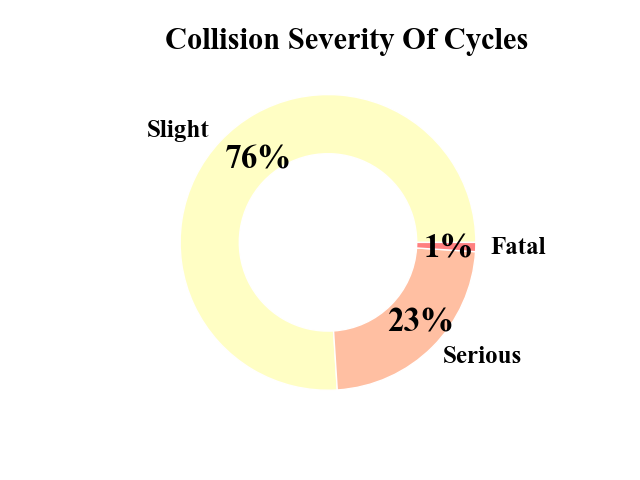 Collision Severity Of Cycles
Slight
76%
1%
Fatal
23%
Serious